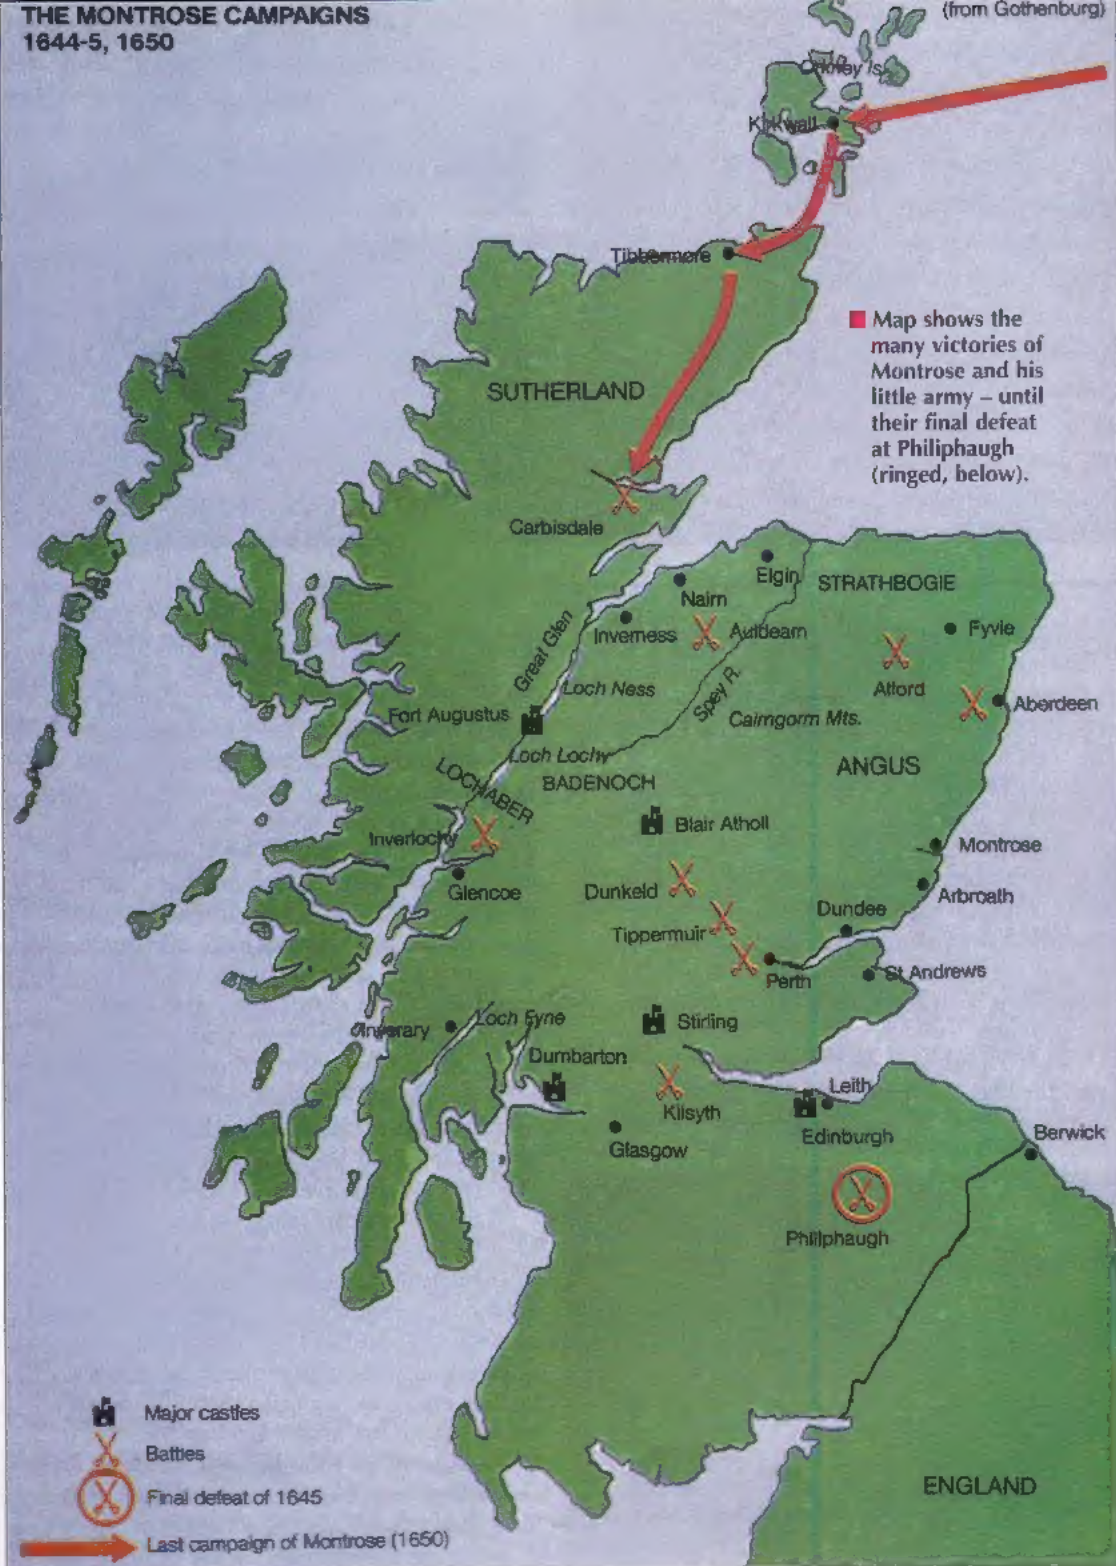 THE MONTROSE CAMPAIGNS
1644-5, 1650
(from Gothenburg)
Orkney Is.
Kirkwall
Tibbermore
■ Map shows the
many victories of
Montrose and his
little army – until
their final defeat
at Philiphaugh
(ringed, below).
SUTHERLAND
Carbisdale
Elgin
STRATHBOGIE
Nairn
Inverness
Auldearn
Fyvie
Great Glen
Loch Ness
Spey R.
Alford
Aberdeen
Fort Augustus
Cairngorm Mts.
Loch Lochy
LOCHABER
BADENOCH
ANGUS
Blair Atholl
Inverlochy
Montrose
Glencoe
Dunkeld
Arbroath
Dundee
Tippermuir
Perth
St Andrews
Inverary
Loch Fyne
Stirling
Dumbarton
Leith
Kilsyth
Edinburgh
Glasgow
Berwick
Philiphaugh
Major castles
Battles
Final defeat of 1645
Last campaign of Montrose (1650)
ENGLAND